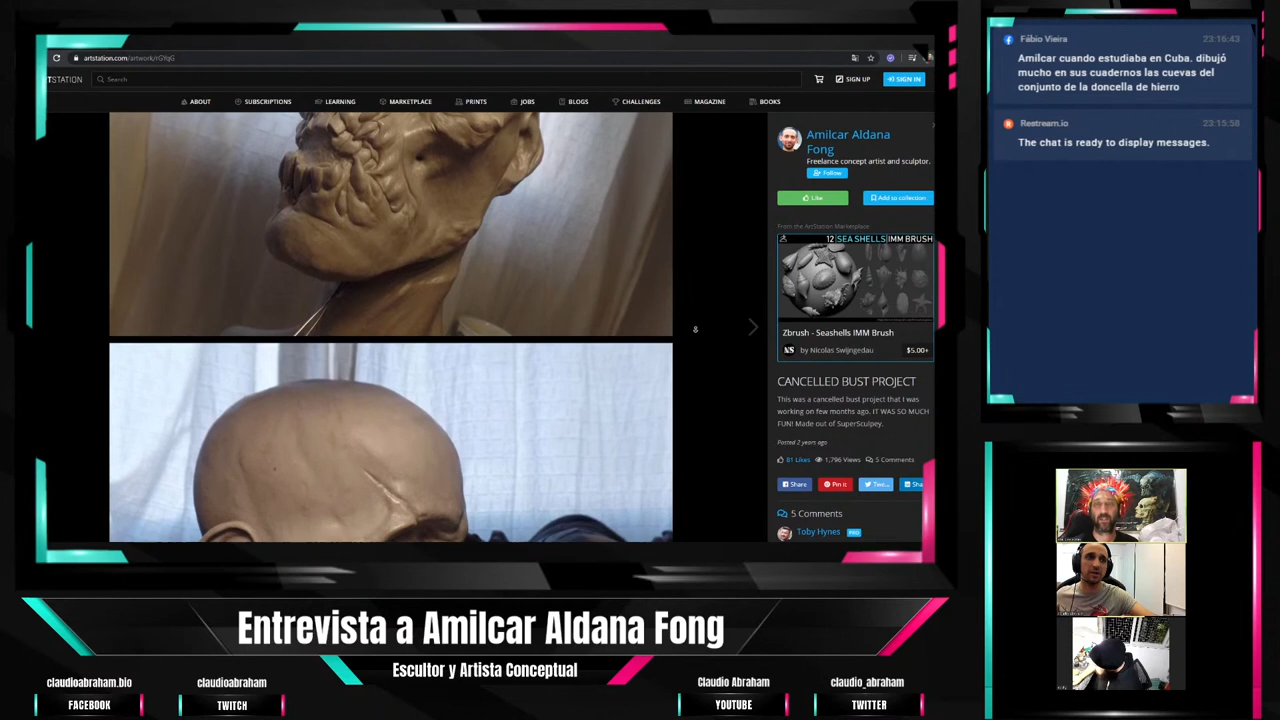 artstation.com/artwork/rGYqG
TSTATION
Search
SIGN UP
SIGN IN
ABOUT
SUBSCRIPTIONS
LEARNING
MARKETPLACE
PRINTS
JOBS
BLOGS
CHALLENGES
MAGAZINE
BOOKS
Amilcar Aldana
Fong
Freelance concept artist and sculptor.
Follow
Like
Add to collection
From the ArtStation Marketplace
12 SEA SHELLS IMM BRUSH
Zbrush - Seashells IMM Brush
NS by Nicolas Swijngedau
$5.00+
CANCELLED BUST PROJECT
This was a cancelled bust project that I was
working on few months ago. IT WAS SO MUCH
FUN! Made out of SuperSculpey.
Posted 2 years ago
81 Likes
1,796 Views
5 Comments
Share
Pin it
Twe...
Sha
5 Comments
Toby Hynes PRO
Fábio Vieira 23:16:43
Amilcar cuando estudiaba en Cuba. dibujó
mucho en sus cuadernos las cuevas del
conjunto de la doncella de hierro
Restream.io 23:15:58
The chat is ready to display messages.
Entrevista a Amilcar Aldana Fong
Escultor y Artista Conceptual
claudioabraham.bio
FACEBOOK
claudioabraham
TWITCH
Claudio Abraham
YOUTUBE
claudio_abraham
TWITTER